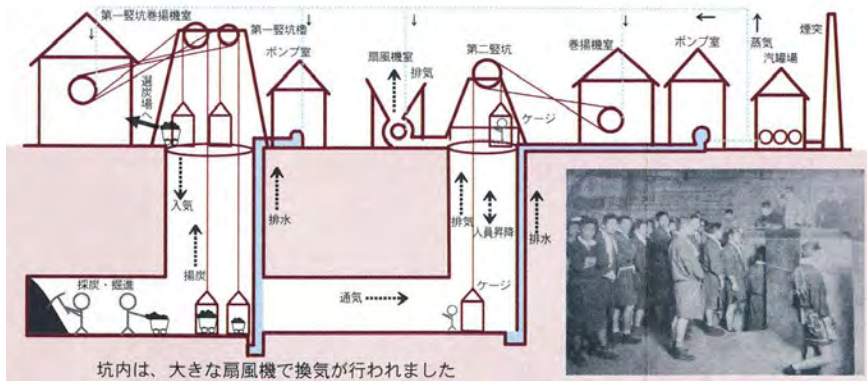 第一竪坑巻揚機室
第一竪坑櫓
ポンプ室
扇風機室
排気
第二竪坑
巻揚機室
ポンプ室
蒸気
汽罐場
煙突
選炭場へ
ケージ
入気
排水
排気
人員昇降
排水
揚炭
採炭・掘進
通気
ケージ
坑内は、大きな扇風機で換気が行われました